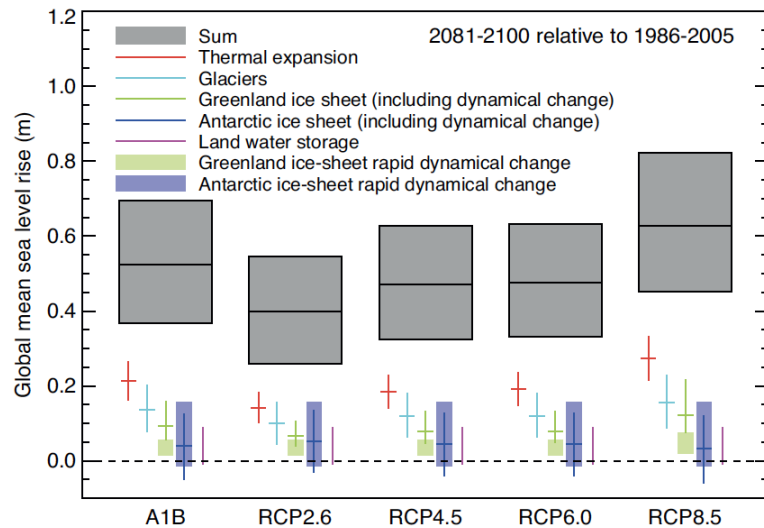 1.2
1.0
0.8
0.6
0.4
0.2
0.0
Global mean sea level rise (m)
2081-2100 relative to 1986-2005
Sum
Thermal expansion
Glaciers
Greenland ice sheet (including dynamical change)
Antarctic ice sheet (including dynamical change)
Land water storage
Greenland ice-sheet rapid dynamical change
Antarctic ice-sheet rapid dynamical change
A1B RCP2.6 RCP4.5 RCP6.0 RCP8.5